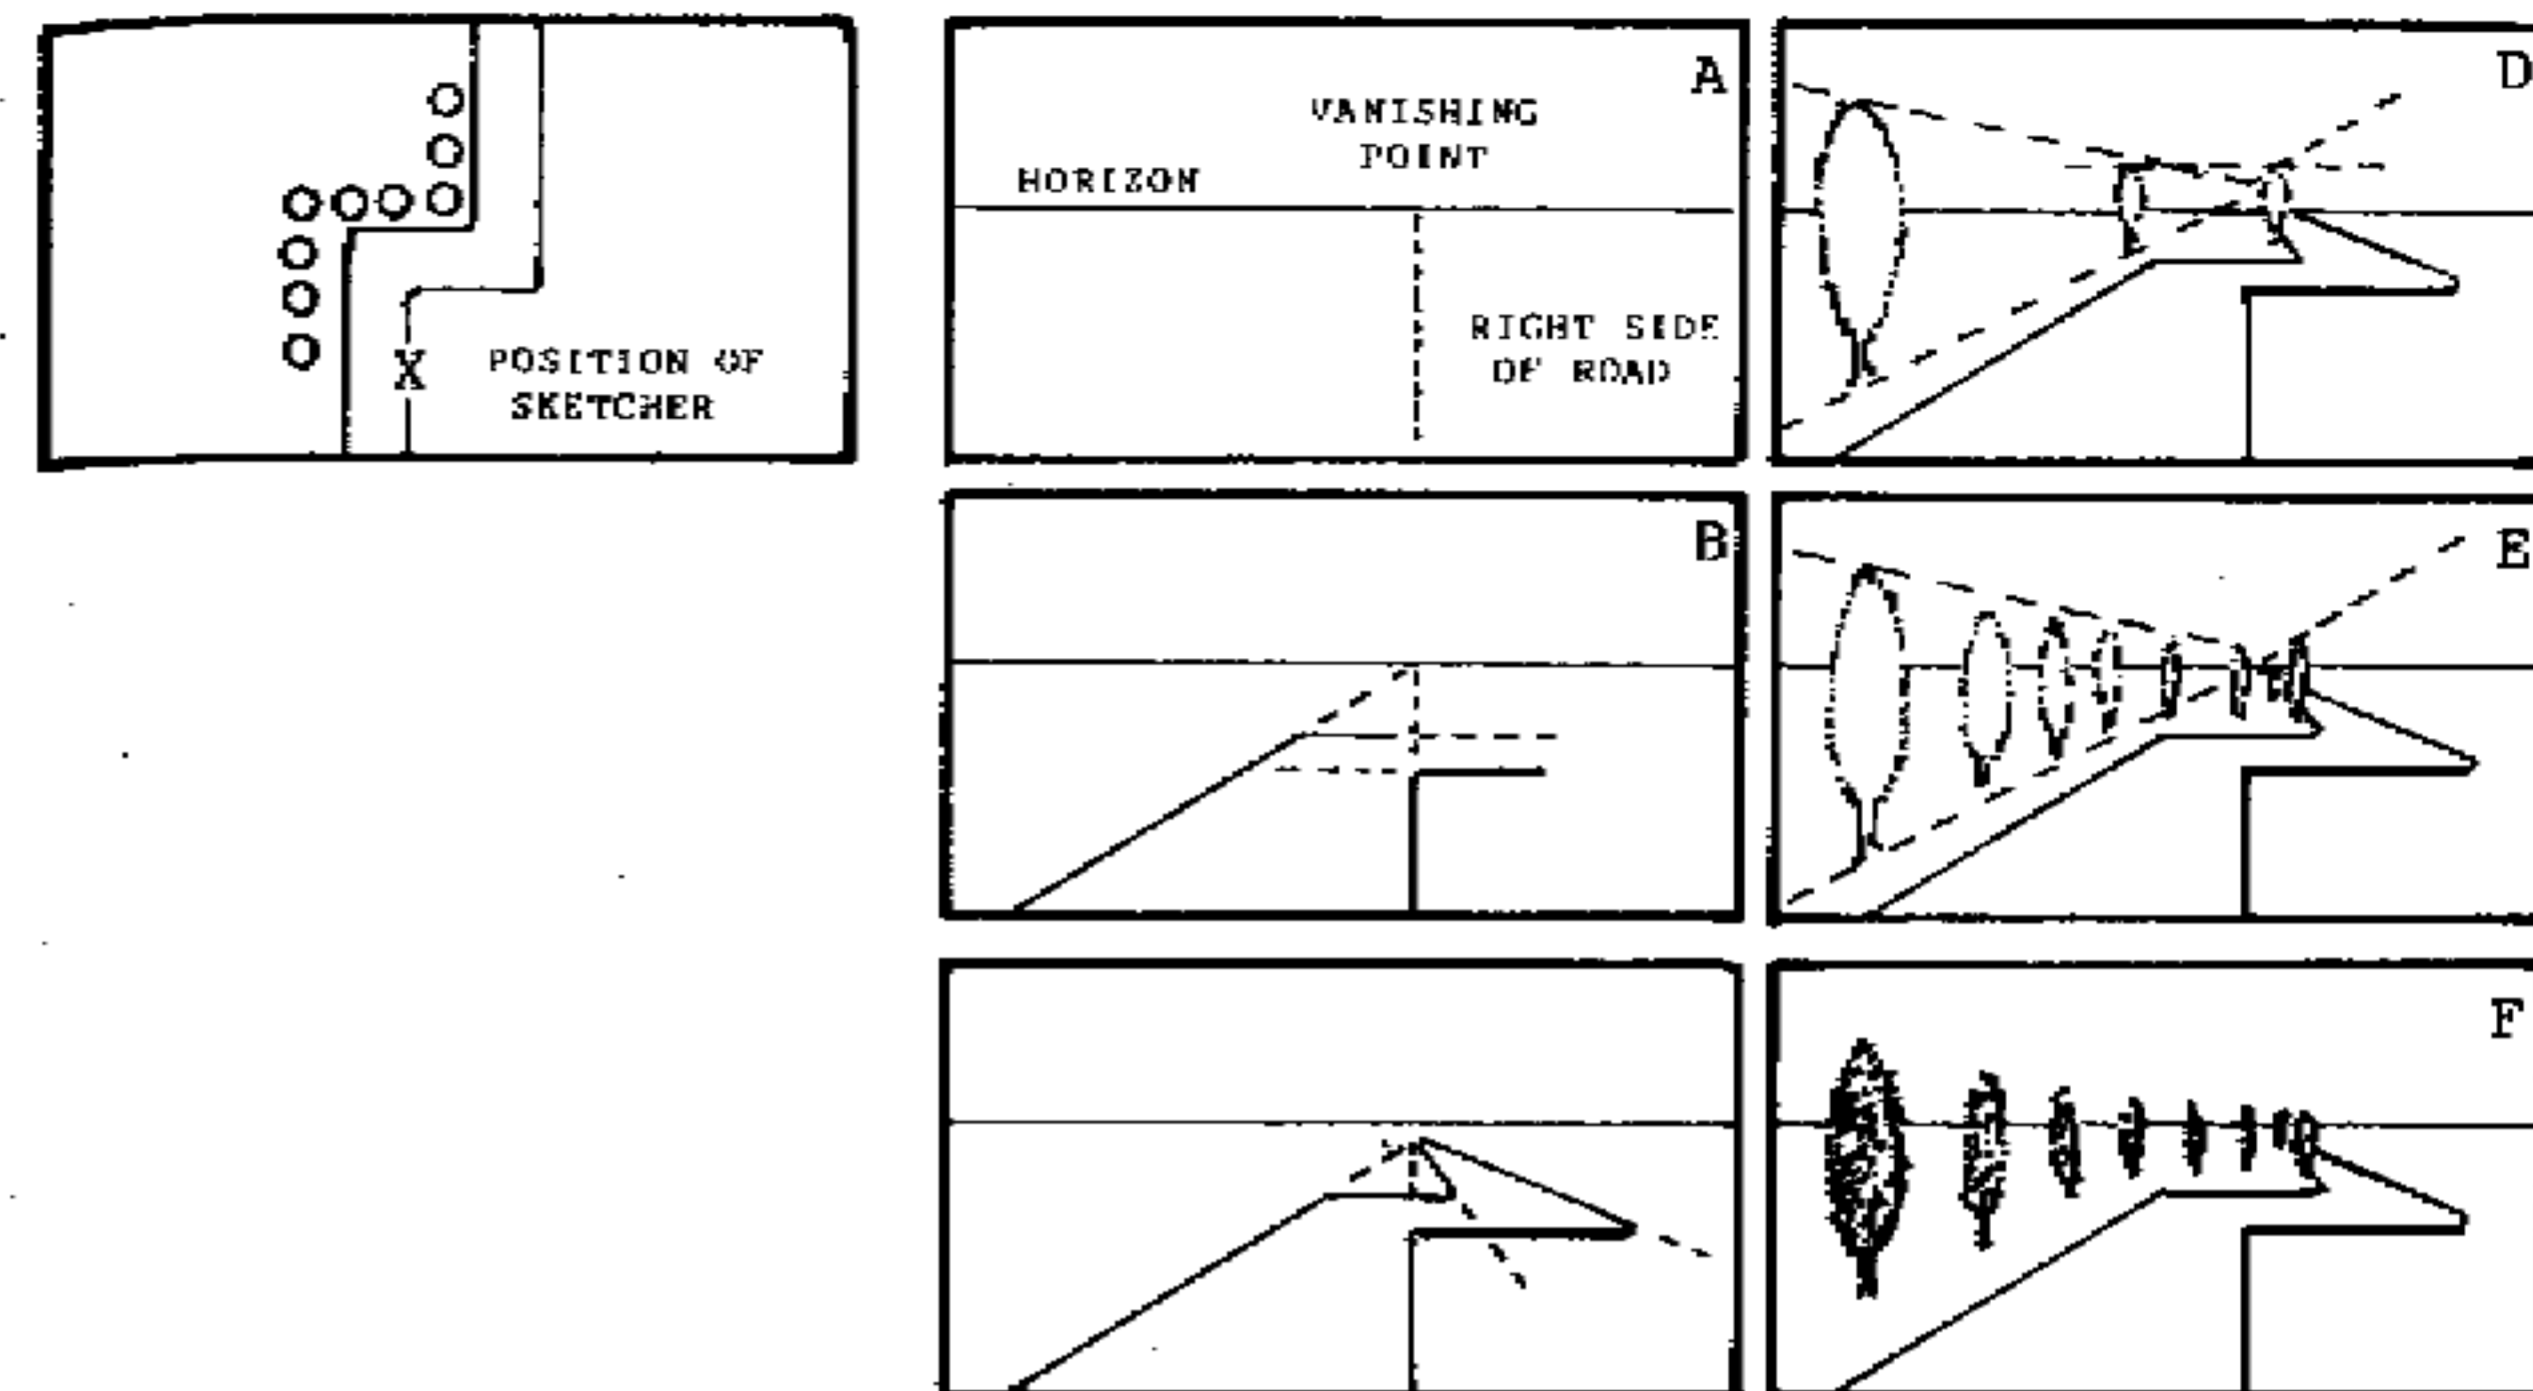 X
POSITION OF
SKETCHER
A
VANISHING
POINT
HORIZON
RIGHT SIDE
OF ROAD
D
B
E
F